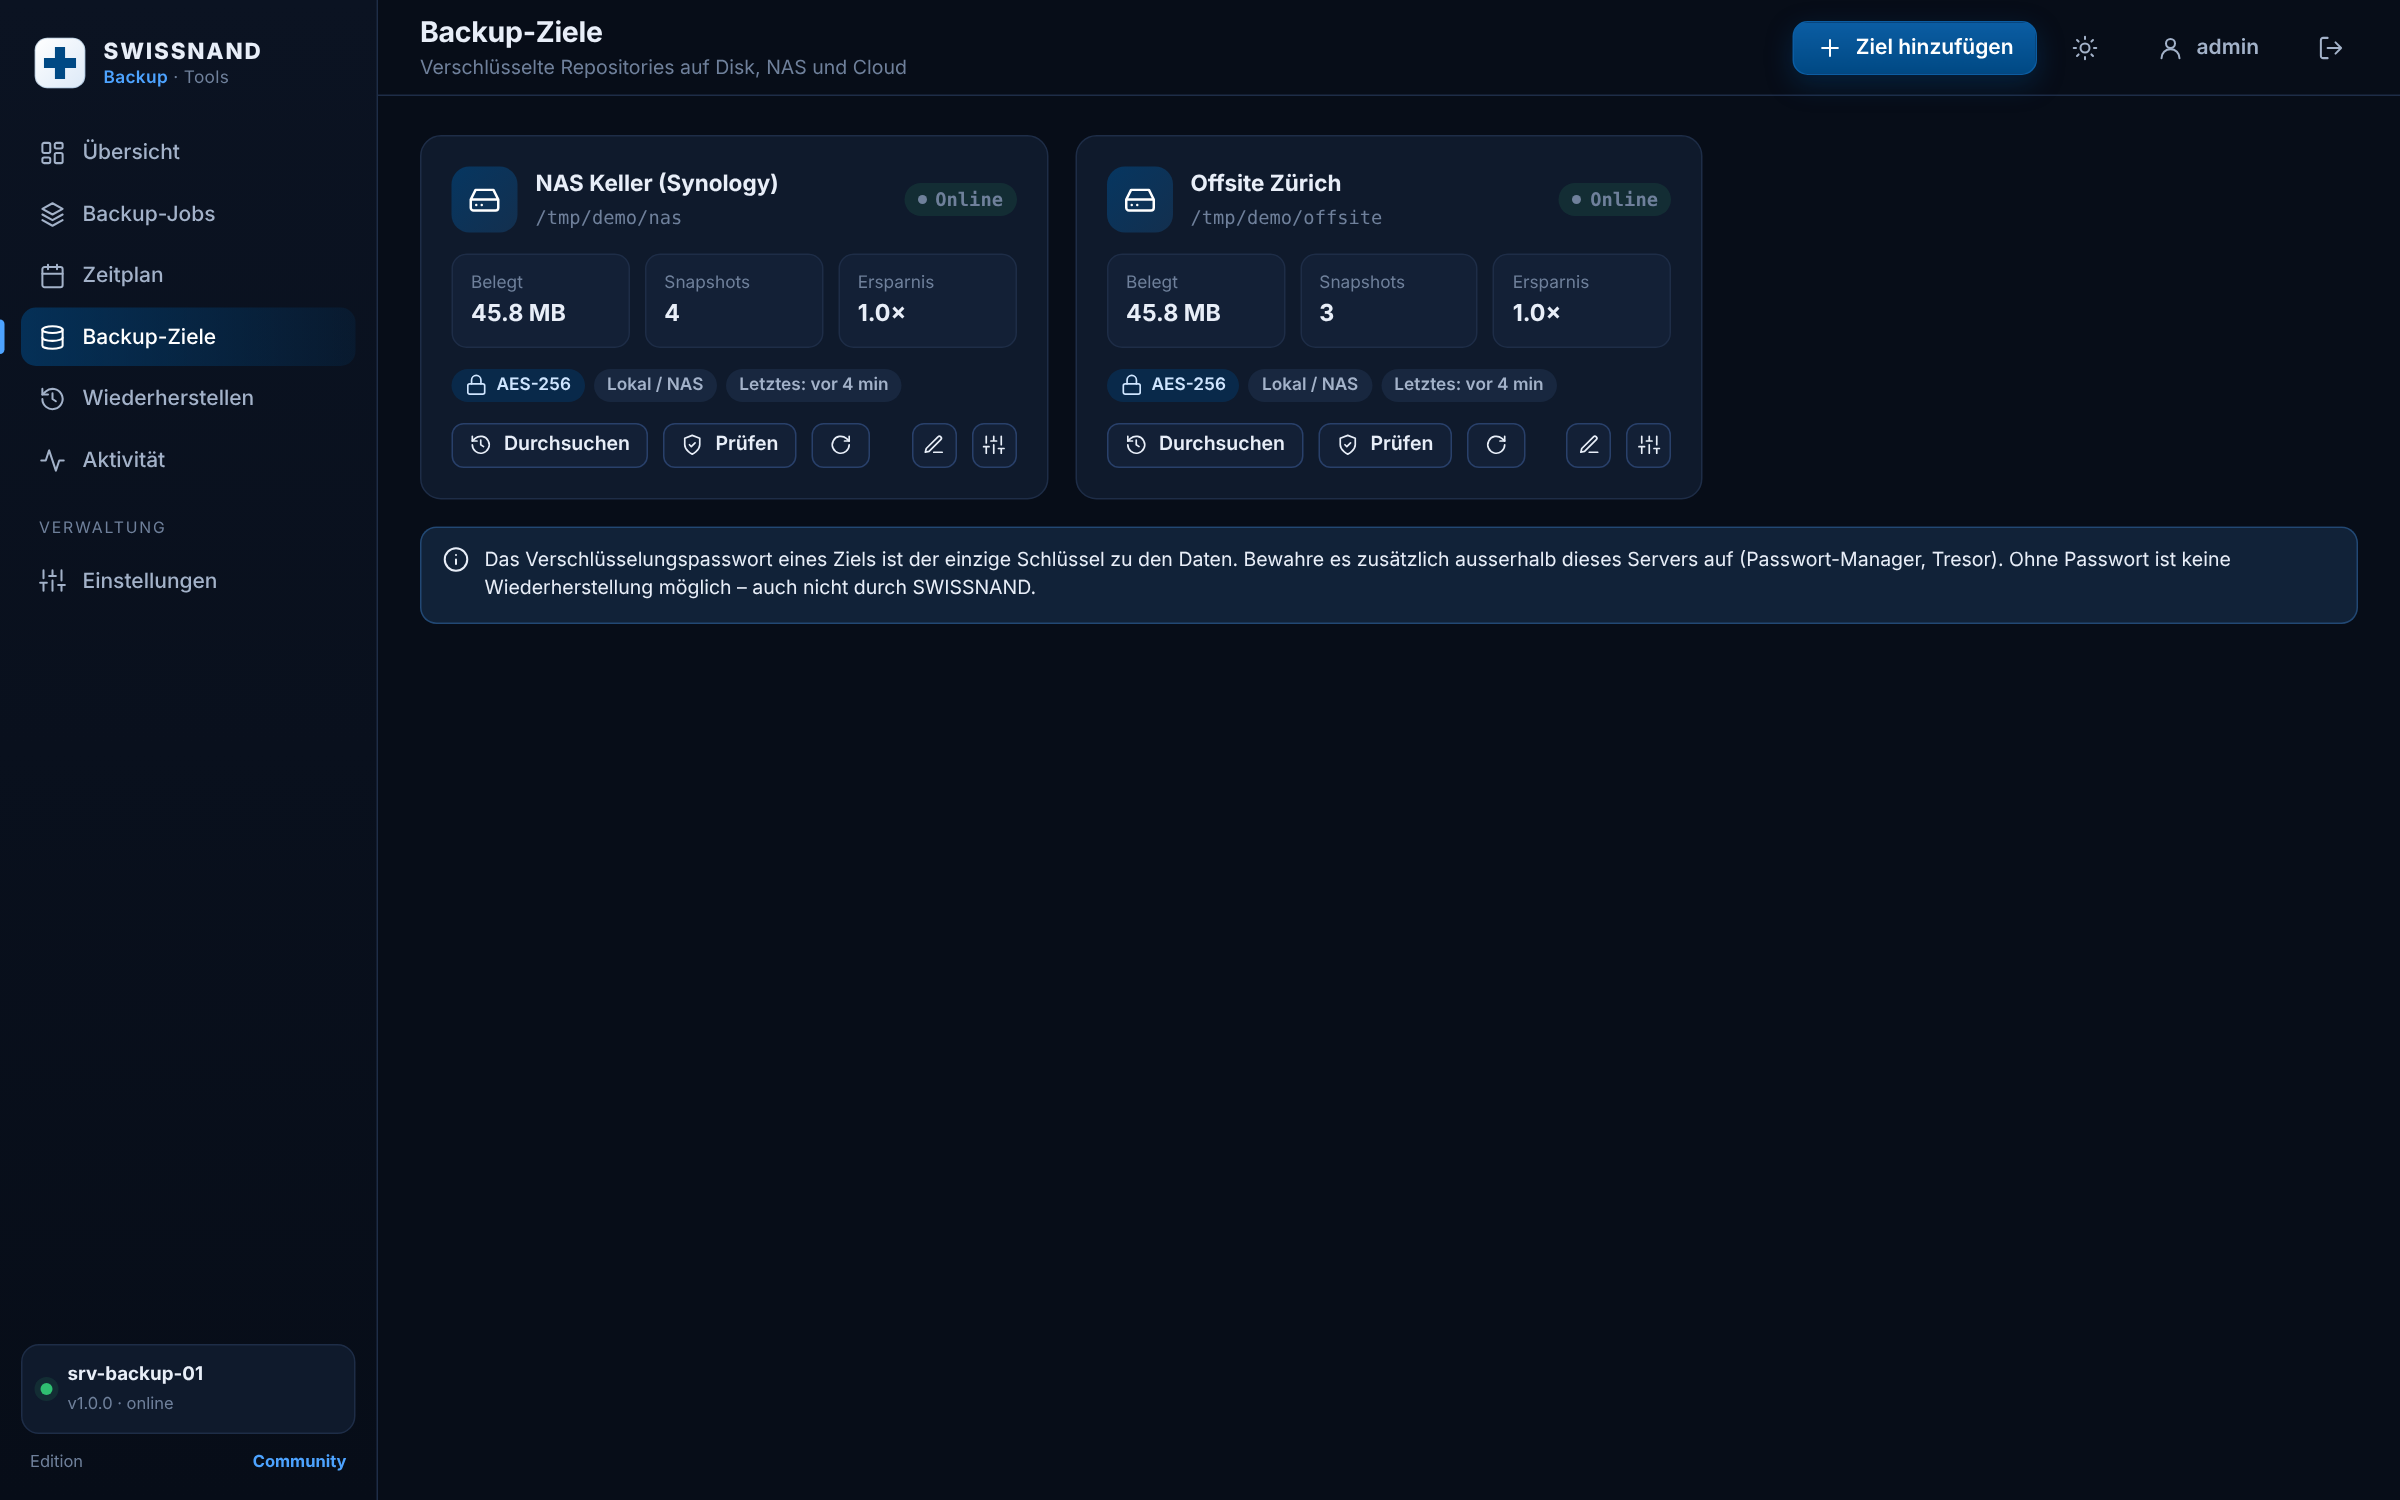 SWISSNAND
Backup · Tools
Übersicht
Backup-Jobs
Zeitplan
Backup-Ziele
Wiederherstellen
Aktivität
VERWALTUNG
Einstellungen
srv-backup-01
v1.0.0 · online
Edition Community
Backup-Ziele
Verschlüsselte Repositories auf Disk, NAS und Cloud
Ziel hinzufügen
admin
NAS Keller (Synology)
/tmp/demo/nas
Online
Belegt
45.8 MB
Snapshots
4
Ersparnis
1.0×
AES-256
Lokal / NAS
Letztes: vor 4 min
Durchsuchen
Prüfen
Offsite Zürich
/tmp/demo/offsite
Online
Belegt
45.8 MB
Snapshots
3
Ersparnis
1.0×
AES-256
Lokal / NAS
Letztes: vor 4 min
Durchsuchen
Prüfen
Das Verschlüsselungspasswort eines Ziels ist der einzige Schlüssel zu den Daten. Bewahre es zusätzlich ausserhalb dieses Servers auf (Passwort-Manager, Tresor). Ohne Passwort ist keine
Wiederherstellung möglich – auch nicht durch SWISSNAND.